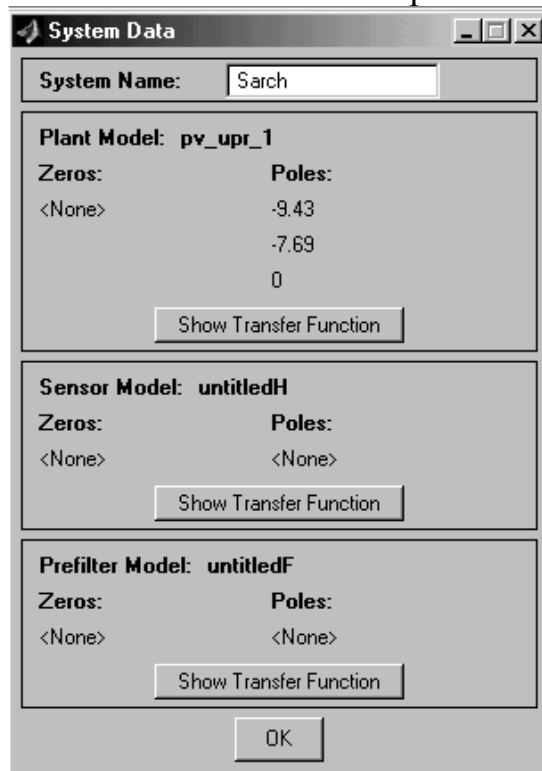 System Data
System Name: Sarch
Plant Model: pv_upr_1
Zeros: Poles:
<None> -9.43
-7.69
0
Show Transfer Function
Sensor Model: untitledH
Zeros: Poles:
<None> <None>
Show Transfer Function
Prefilter Model: untitledF
Zeros: Poles:
<None> <None>
Show Transfer Function
OK